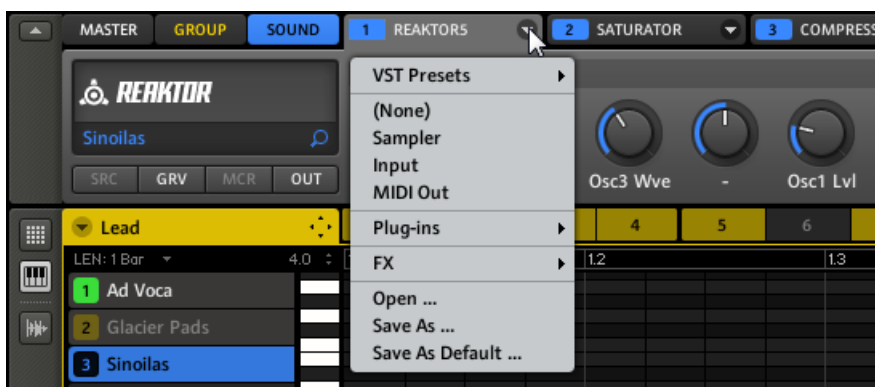 MASTER GROUP SOUND 1 REAKTOR5 2 SATURATOR 3 COMPRESS
REAKTOR
Sinoilas
SRC GRV MCR OUT
VST Presets
(None)
Sampler
Input
MIDI Out
Plug-ins
FX
Open ...
Save As ...
Save As Default ...
Osc3 Wve - Osc1 Lvl
Lead 4 5 6
LEN: 1 Bar 4.0 1.2 1.3
1 Ad Voca
2 Glacier Pads
3 Sinoilas